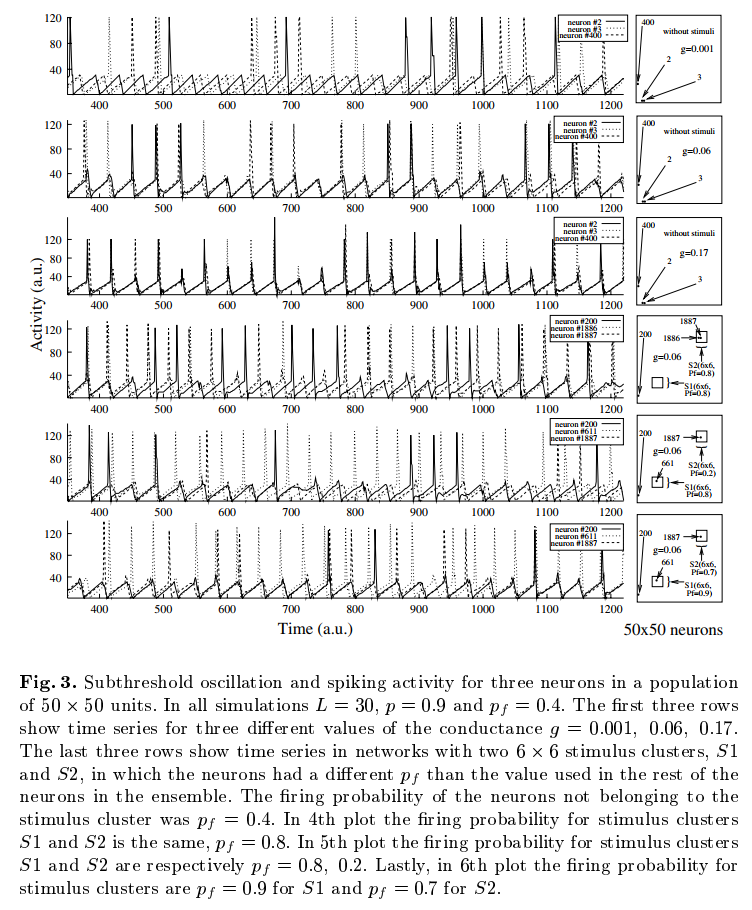 120
80
40
neuron #2
neuron #3
neuron #400
400
without stimuli
g=0.001
2
3
400 500 600 700 800 900 1000 1100 1200
120
80
40
neuron #2
neuron #3
neuron #400
400
without stimuli
g=0.06
2
3
400 500 600 700 800 900 1000 1100 1200
120
80
40
neuron #2
neuron #3
neuron #400
400
without stimuli
g=0.17
2
3
400 500 600 700 800 900 1000 1100 1200
Activity (a.u.)
120
80
40
neuron #200
neuron #1886
neuron #1887
200
1887
1886
g=0.06
S2(6x6,
Pf=0.8)
S1(6x6,
Pf=0.8)
400 500 600 700 800 900 1000 1100 1200
120
80
40
neuron #200
neuron #611
neuron #1887
200
1887
g=0.06
661
S2(6x6,
Pf=0.2)
S1(6x6,
Pf=0.8)
400 500 600 700 800 900 1000 1100 1200
120
80
40
neuron #200
neuron #611
neuron #1887
200
1887
g=0.06
661
S2(6x6,
Pf=0.7)
S1(6x6,
Pf=0.9)
400 500 600 700 800 900 1000 1100 1200
Time (a.u.)
50x50 neurons
Fig. 3. Subthreshold oscillation and spiking activity for three neurons in a population
of 50 × 50 units. In all simulations L = 30, p = 0.9 and pf = 0.4. The first three rows
show time series for three different values of the conductance g = 0.001, 0.06, 0.17.
The last three rows show time series in networks with two 6 × 6 stimulus clusters, S1
and S2, in which the neurons had a different pf than the value used in the rest of the
neurons in the ensemble. The firing probability of the neurons not belonging to the
stimulus cluster was pf = 0.4. In 4th plot the firing probability for stimulus clusters
S1 and S2 is the same, pf = 0.8. In 5th plot the firing probability for stimulus clusters
S1 and S2 are respectively pf = 0.8, 0.2. Lastly, in 6th plot the firing probability for
stimulus clusters are pf = 0.9 for S1 and pf = 0.7 for S2.